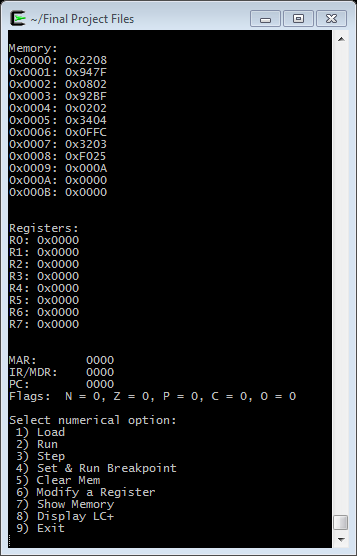 ~/Final Project Files
Memory:
0x0000: 0x2208
0x0001: 0x947F
0x0002: 0x0802
0x0003: 0x92BF
0x0004: 0x0202
0x0005: 0x3404
0x0006: 0x0FFC
0x0007: 0x3203
0x0008: 0xF025
0x0009: 0x000A
0x000A: 0x0000
0x000B: 0x0000
Registers:
R0: 0x0000
R1: 0x0000
R2: 0x0000
R3: 0x0000
R4: 0x0000
R5: 0x0000
R6: 0x0000
R7: 0x0000
MAR: 0000
IR/MDR: 0000
PC: 0000
Flags: N = 0, Z = 0, P = 0, C = 0, O = 0
Select numerical option:
1) Load
2) Run
3) Step
4) Set & Run Breakpoint
5) Clear Mem
6) Modify a Register
7) Show Memory
8) Display LC+
9) Exit